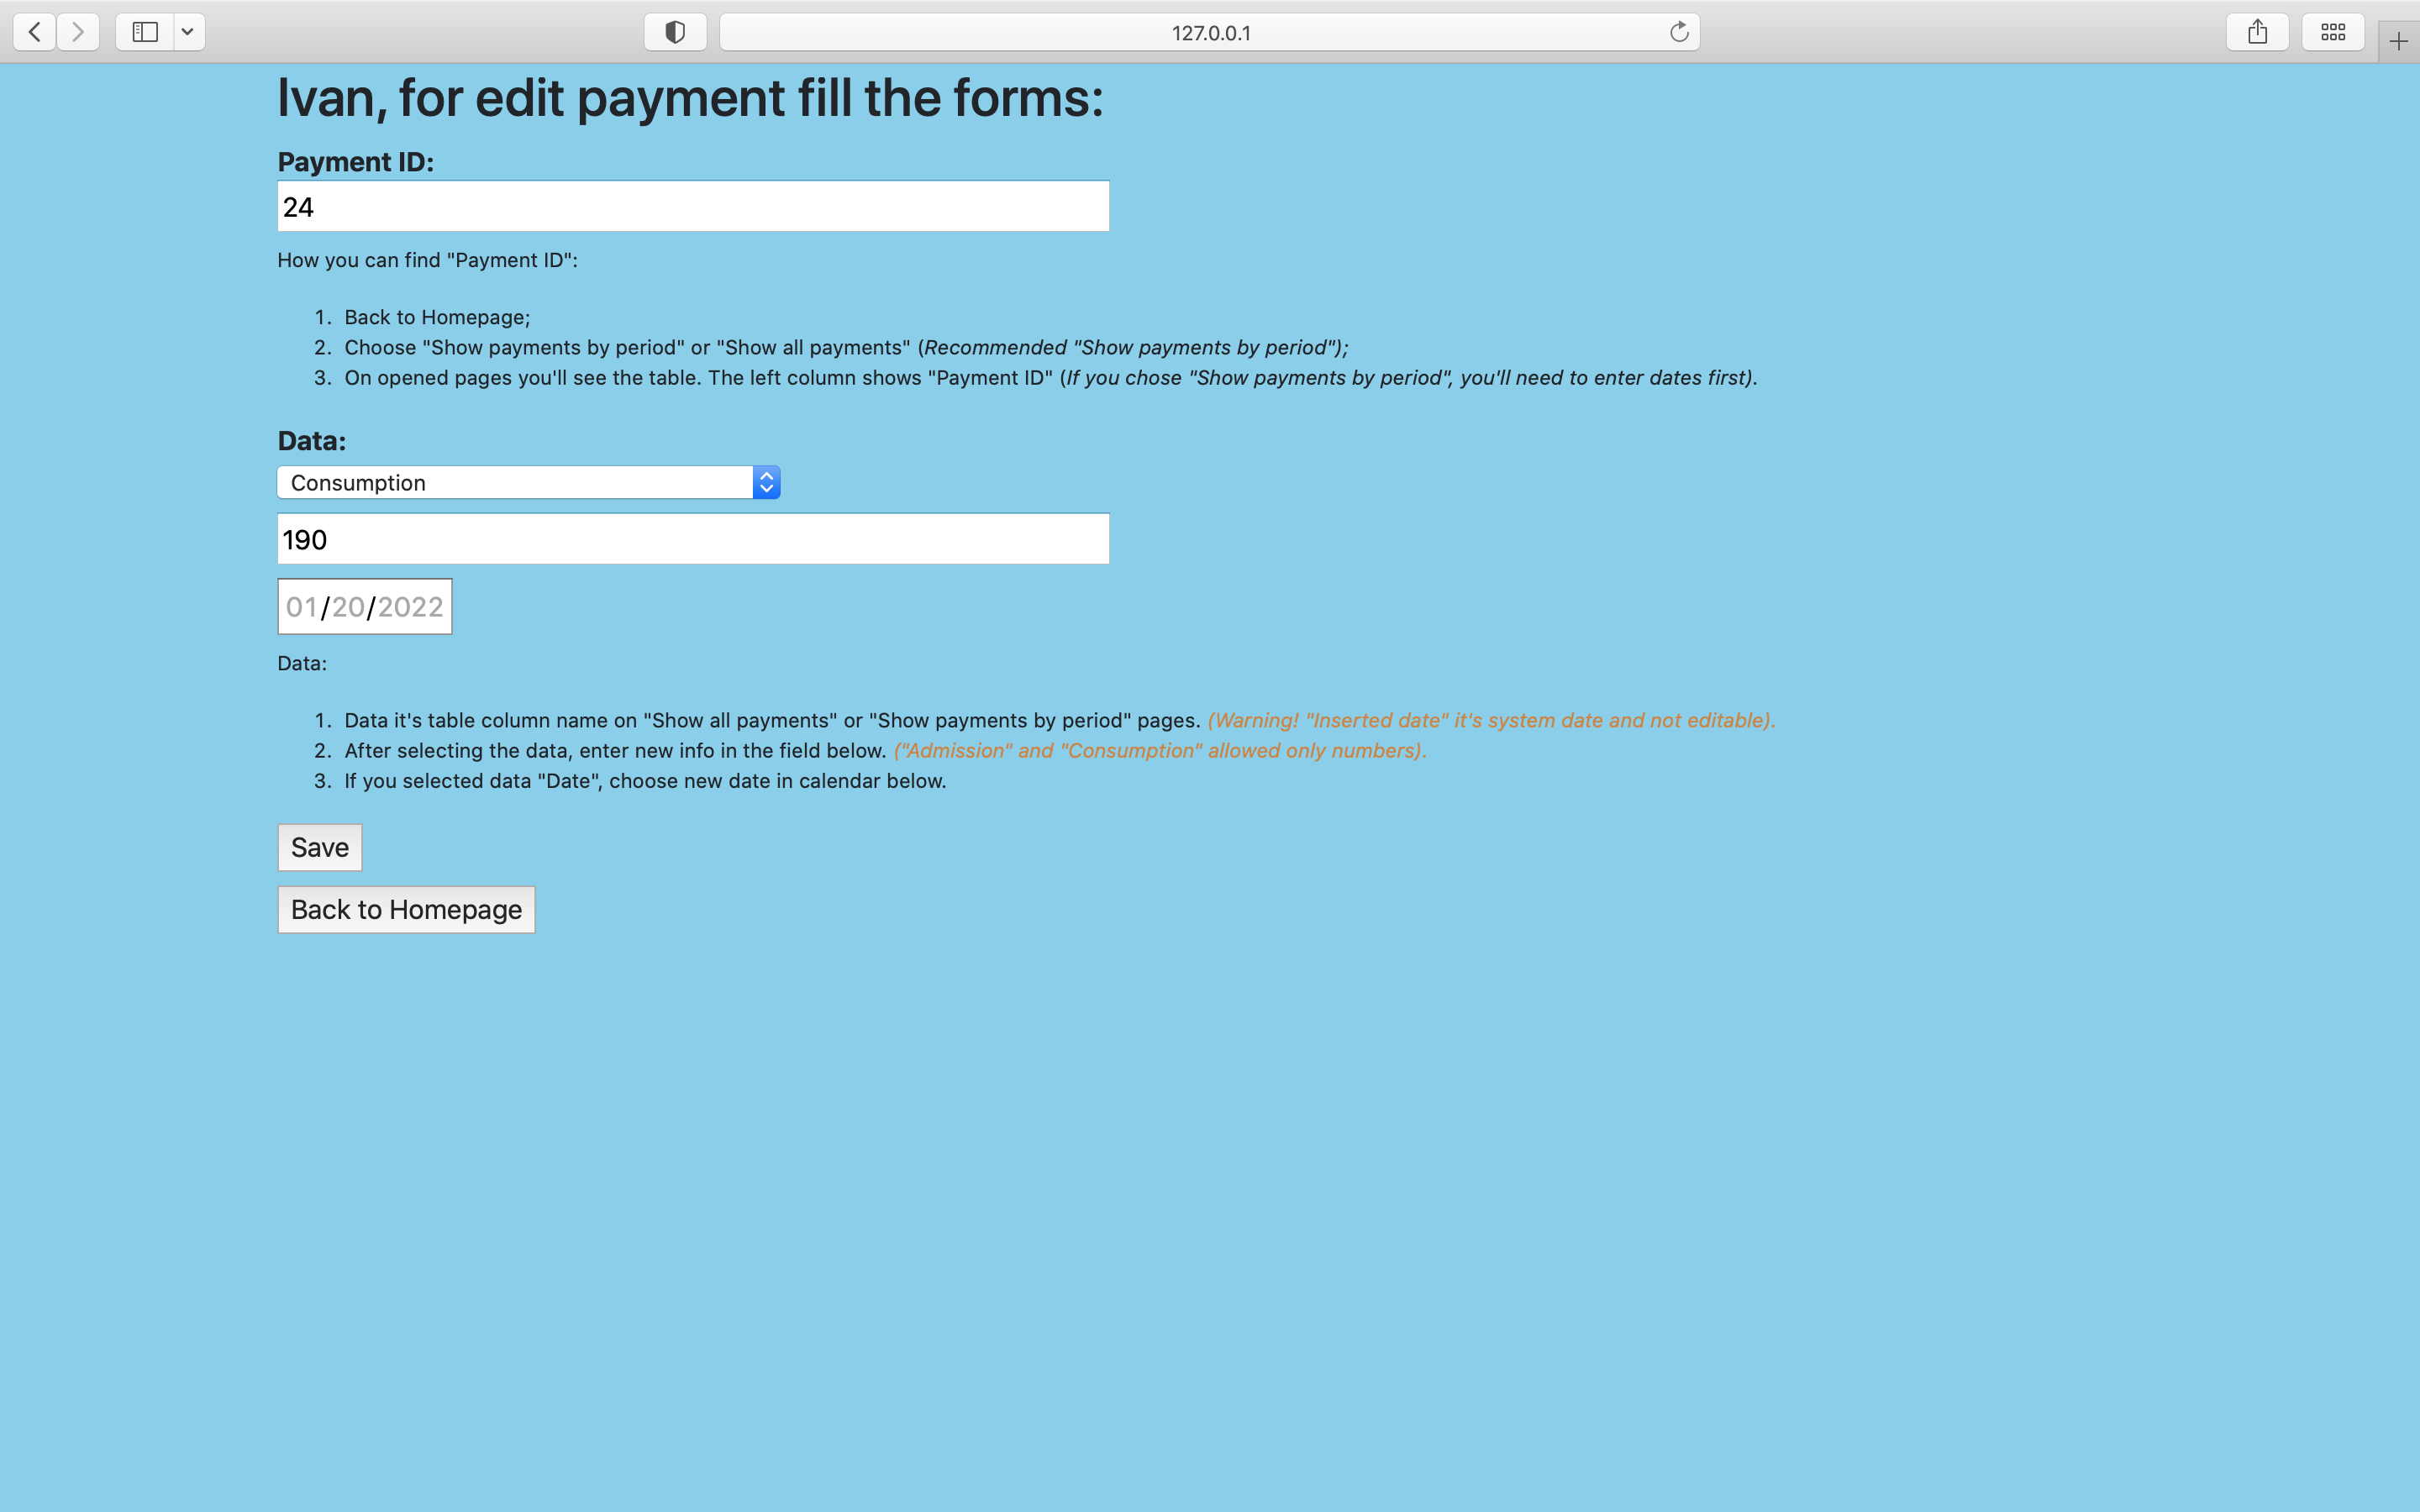 127.0.0.1
Ivan, for edit payment fill the forms:
Payment ID:
24
How you can find "Payment ID":
1. Back to Homepage;
2. Choose "Show payments by period" or "Show all payments" (Recommended "Show payments by period");
3. On opened pages you'll see the table. The left column shows "Payment ID" (If you chose "Show payments by period", you'll need to enter dates first).
Data:
Consumption
190
01/20/2022
Data:
1. Data it's table column name on "Show all payments" or "Show payments by period" pages. (Warning! "Inserted date" it's system date and not editable).
2. After selecting the data, enter new info in the field below. ("Admission" and "Consumption" allowed only numbers).
3. If you selected data "Date", choose new date in calendar below.
Save
Back to Homepage